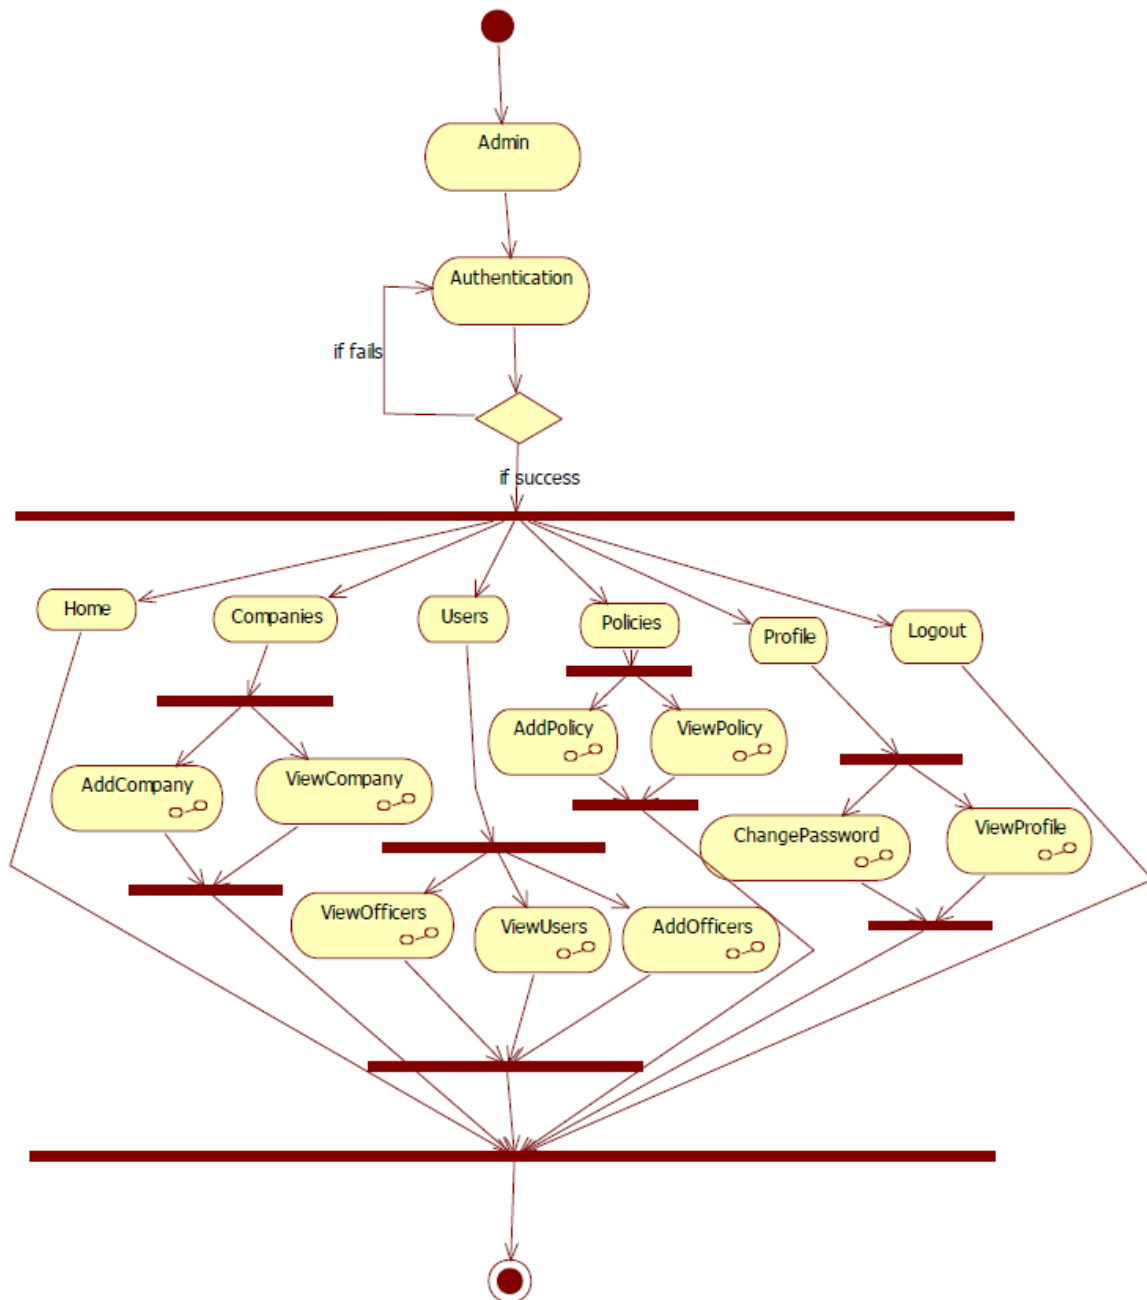 Admin
Authentication
if fails
if success
Home
Companies
Users
Policies
Profile
Logout
AddPolicy
ViewPolicy
AddCompany
ViewCompany
ChangePassword
ViewProfile
ViewOfficers
ViewUsers
AddOfficers